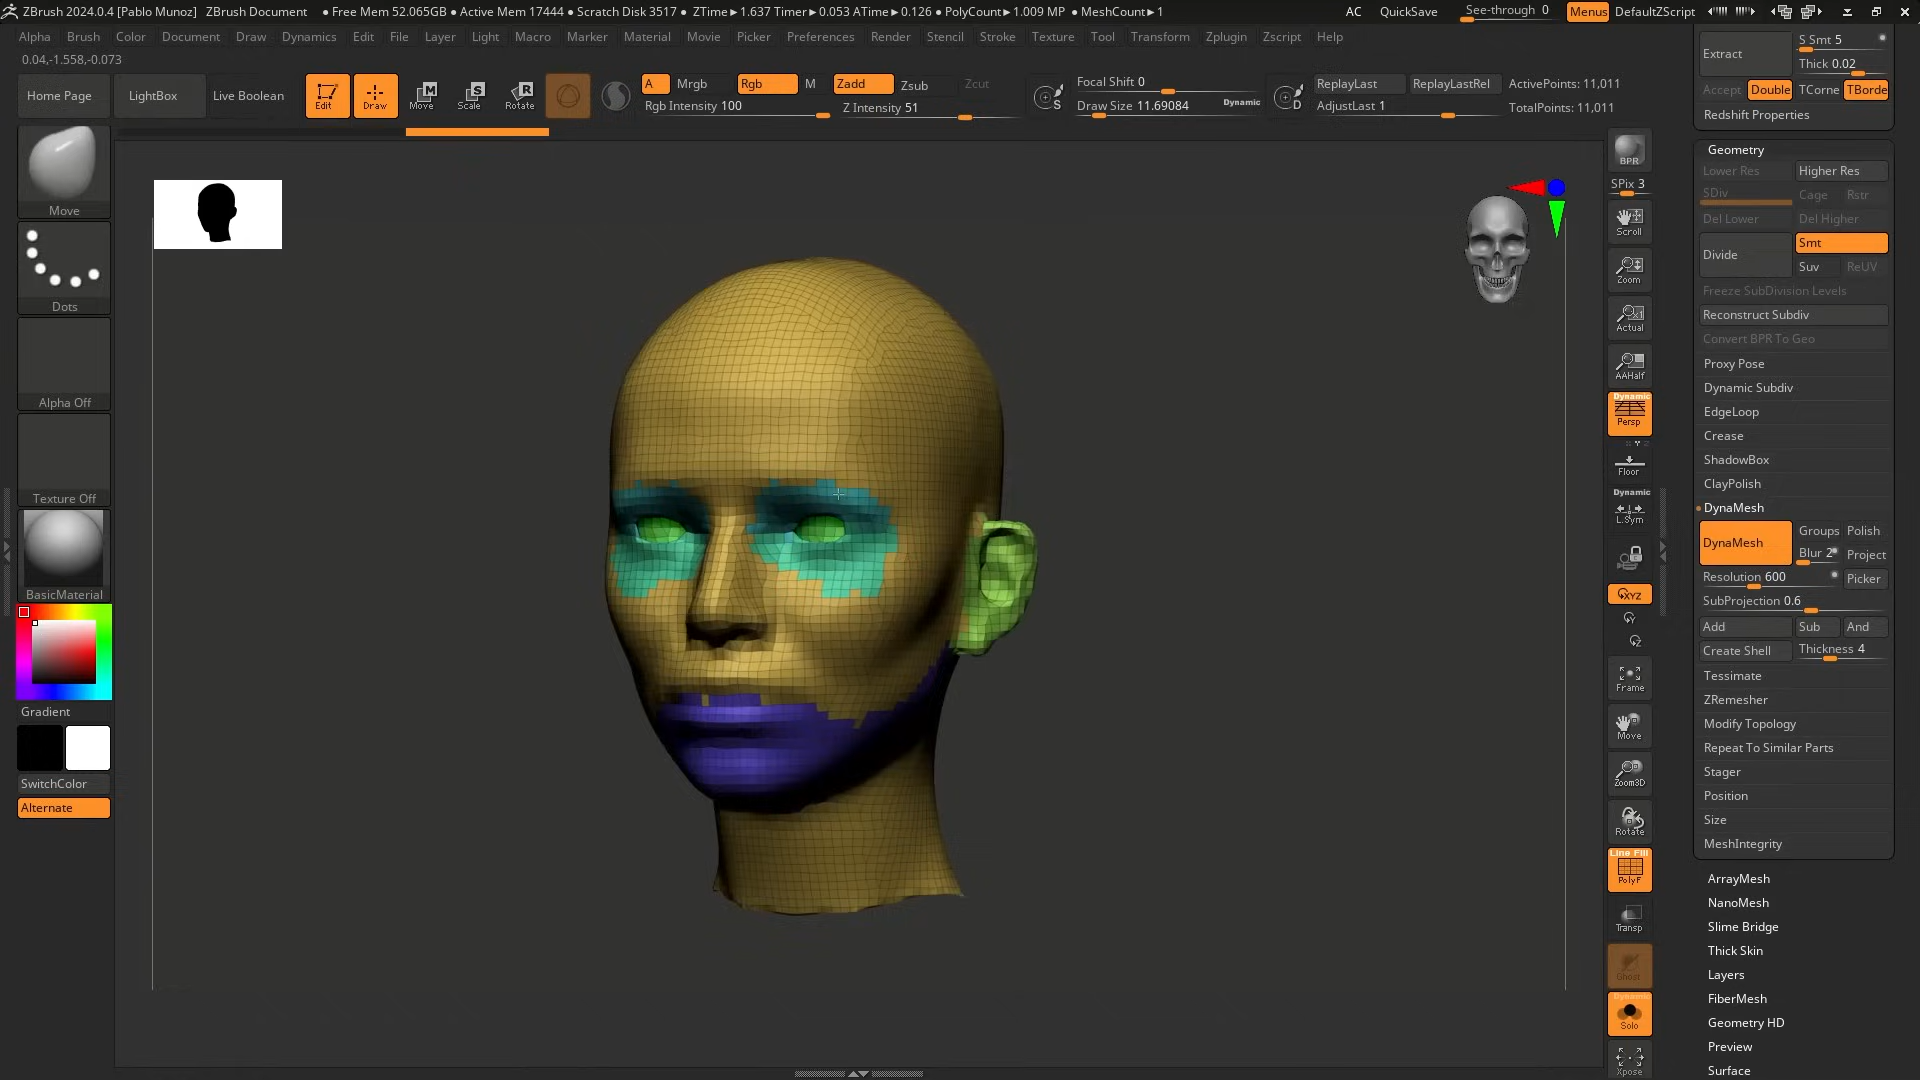 ZBrush 2024.0.4 [Pablo Munoz] ZBrush Document ● Free Mem 52.065GB ● Active Mem 17444 ● Scratch Disk 3517 ● ZTime►1.637 Timer►0.053 ATime►0.126 ● PolyCount►1.009 MP ● MeshCount►1 AC QuickSave See-through 0 Menus DefaultZScript
Alpha Brush Color Document Draw Dynamics Edit File Layer Light Macro Marker Material Movie Picker Preferences Render Stencil Stroke Texture Tool Transform Zplugin Zscript Help
0.04,-1.558,-0.073
Home Page LightBox Live Boolean
Edit Draw Move Scale Rotate
A Mrgb Rgb M Zadd Zsub Zcut
Rgb Intensity 100 Z Intensity 51
S
Focal Shift 0
Draw Size 11.69084 Dynamic
D
ReplayLast ReplayLastRel ActivePoints: 11,011
AdjustLast 1 TotalPoints: 11,011
Move
Dots
Alpha Off
Texture Off
BasicMaterial
Gradient
SwitchColor
Alternate
BPR
SPix 3
Scroll
Zoom
Actual
AAHalf
Dynamic
Persp
Floor
Dynamic
L.Sym
XYZ
Y
Z
Frame
Move
Zoom3D
Rotate
Line Fill
PolyF
Transp
Ghost
Dynamic
Solo
Xpose
Extract S Smt 5
Thick 0.02
Accept Double TCorne TBorde
Redshift Properties
Geometry
Lower Res Higher Res
SDiv Cage Rstr
Del Lower Del Higher
Divide Smt
Suv ReUV
Freeze SubDivision Levels
Reconstruct Subdiv
Convert BPR To Geo
Proxy Pose
Dynamic Subdiv
EdgeLoop
Crease
ShadowBox
ClayPolish
DynaMesh
DynaMesh Groups Polish
Blur 2 Project
Resolution 600 Picker
SubProjection 0.6
Add Sub And
Create Shell Thickness 4
Tessimate
ZRemesher
Modify Topology
Repeat To Similar Parts
Stager
Position
Size
MeshIntegrity
ArrayMesh
NanoMesh
Slime Bridge
Thick Skin
Layers
FiberMesh
Geometry HD
Preview
Surface